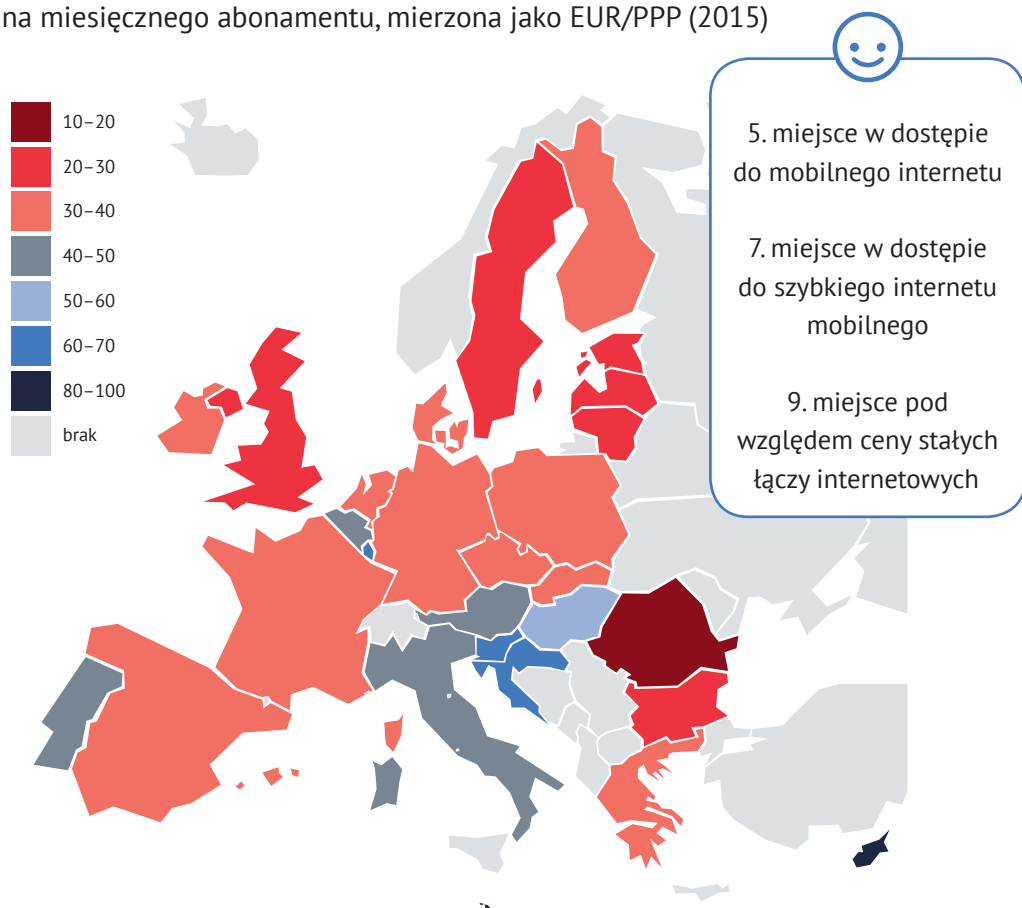 na miesięcznego abonamentu, mierzona jako EUR/PPP (2015)
10–20
20–30
30–40
40–50
50–60
60–70
80–100
brak
5. miejsce w dostępie
do mobilnego internetu
7. miejsce w dostępie
do szybkiego internetu
mobilnego
9. miejsce pod
względem ceny stałych
łączy internetowych